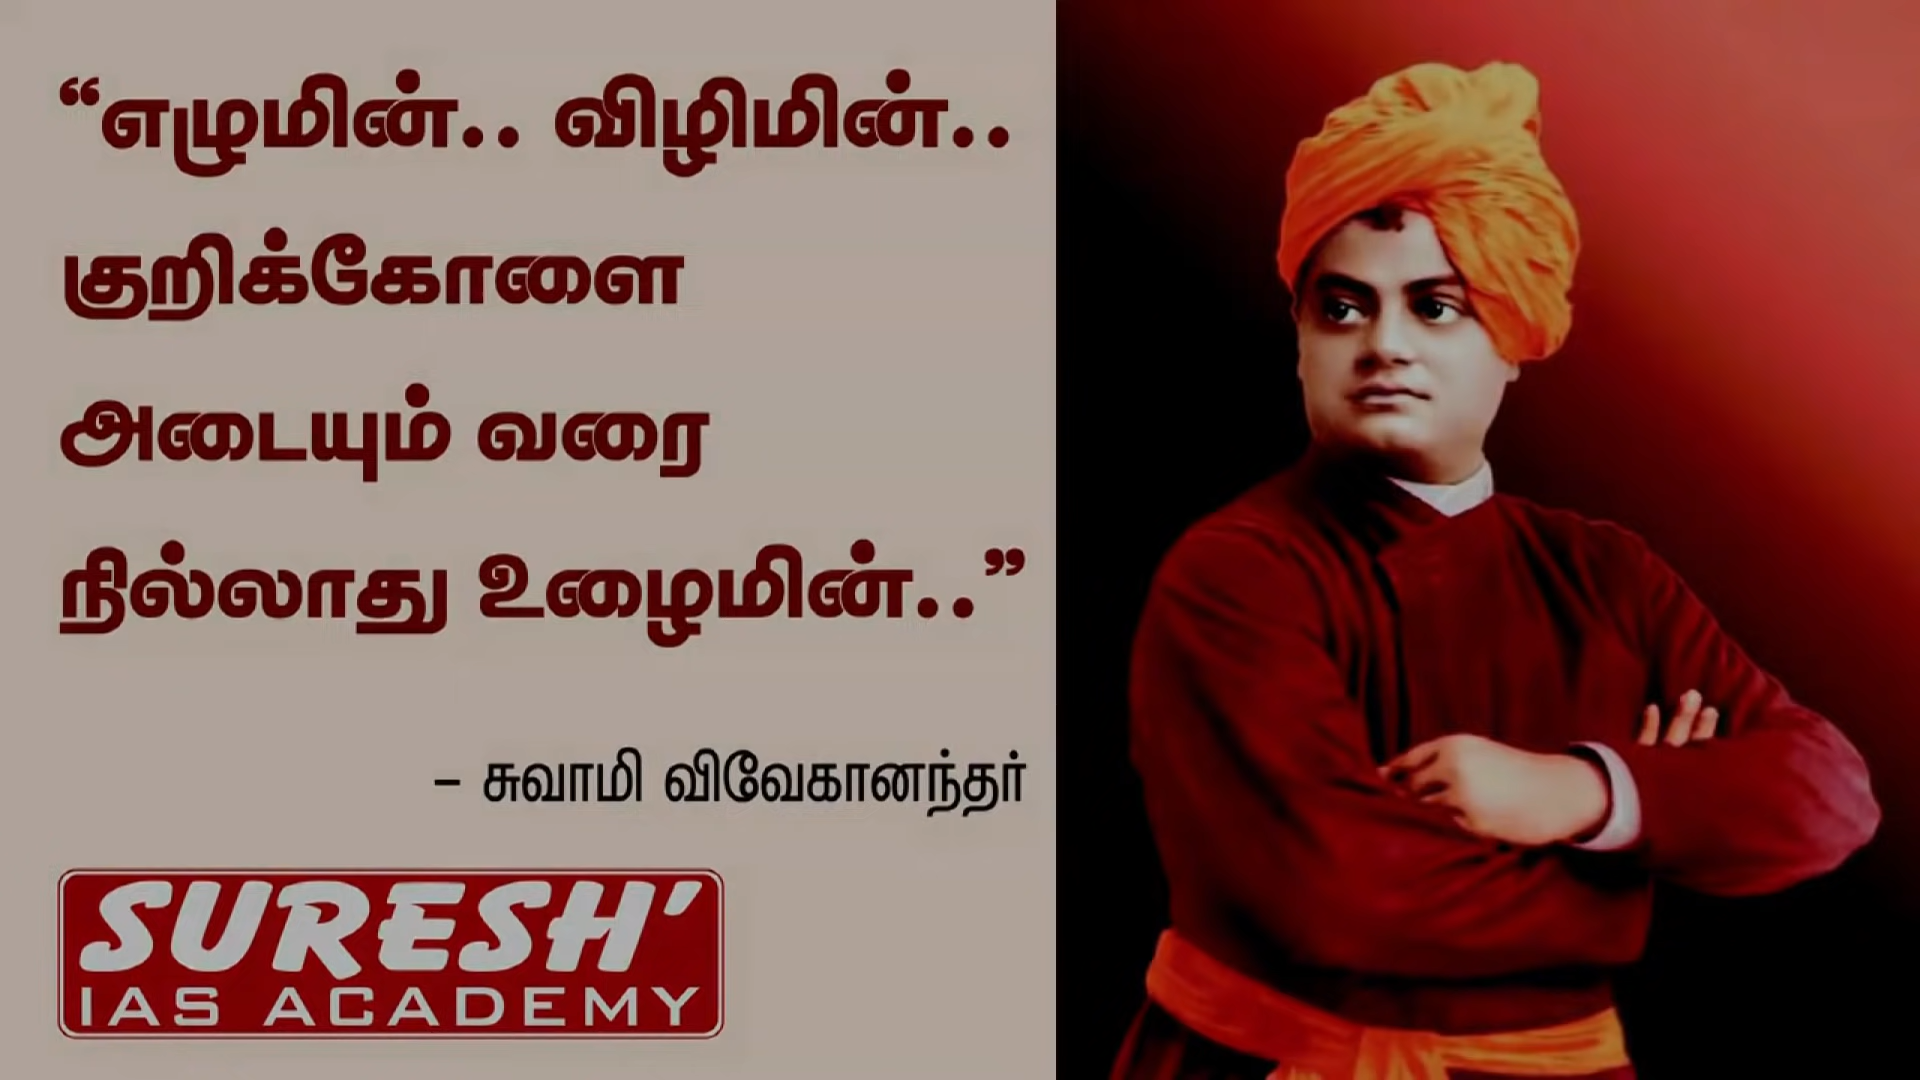 “எழுமின்.. விழிமின்..
குறிக்கோளை
அடையும் வரை
நில்லாது உழைமின்..”
– சுவாமி விவேகானந்தர்
SURESH'
IAS ACADEMY